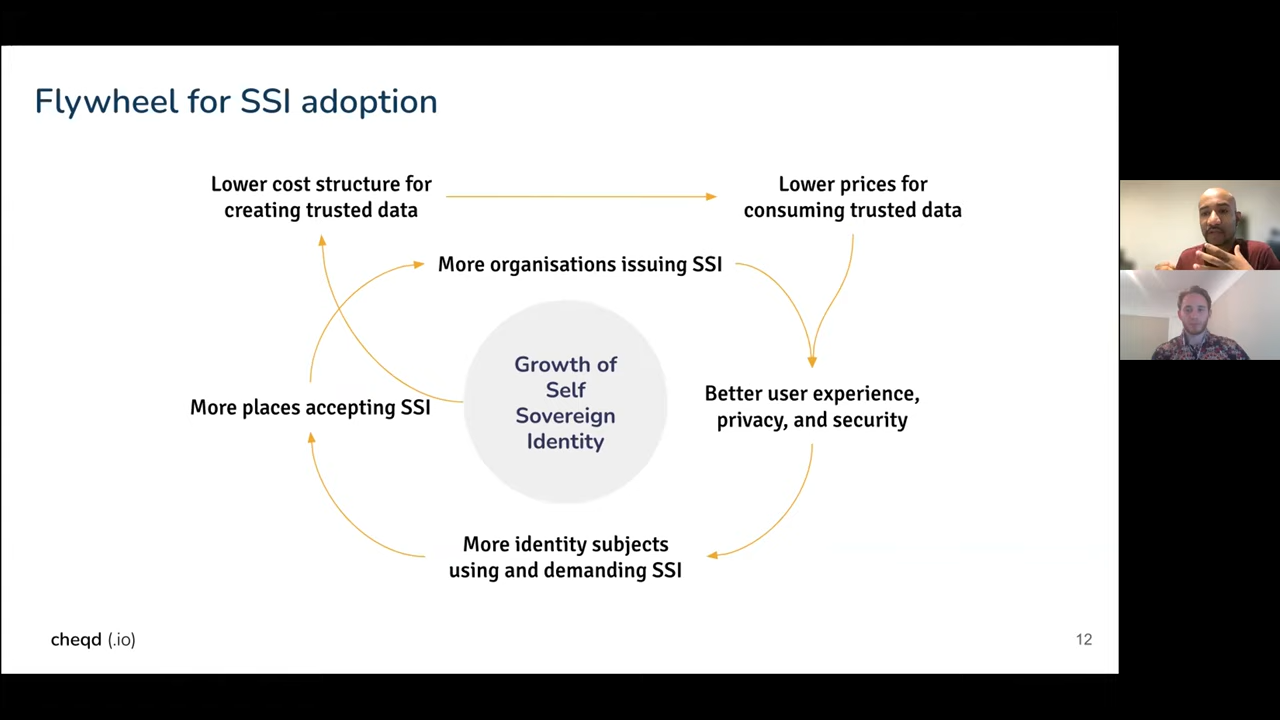 Flywheel for SSI adoption
Lower cost structure for
creating trusted data
Lower prices for
consuming trusted data
More organisations issuing SSI
Growth of
Self
Sovereign
Identity
More places accepting SSI
Better user experience,
privacy, and security
More identity subjects
using and demanding SSI
cheqd (.io)
12